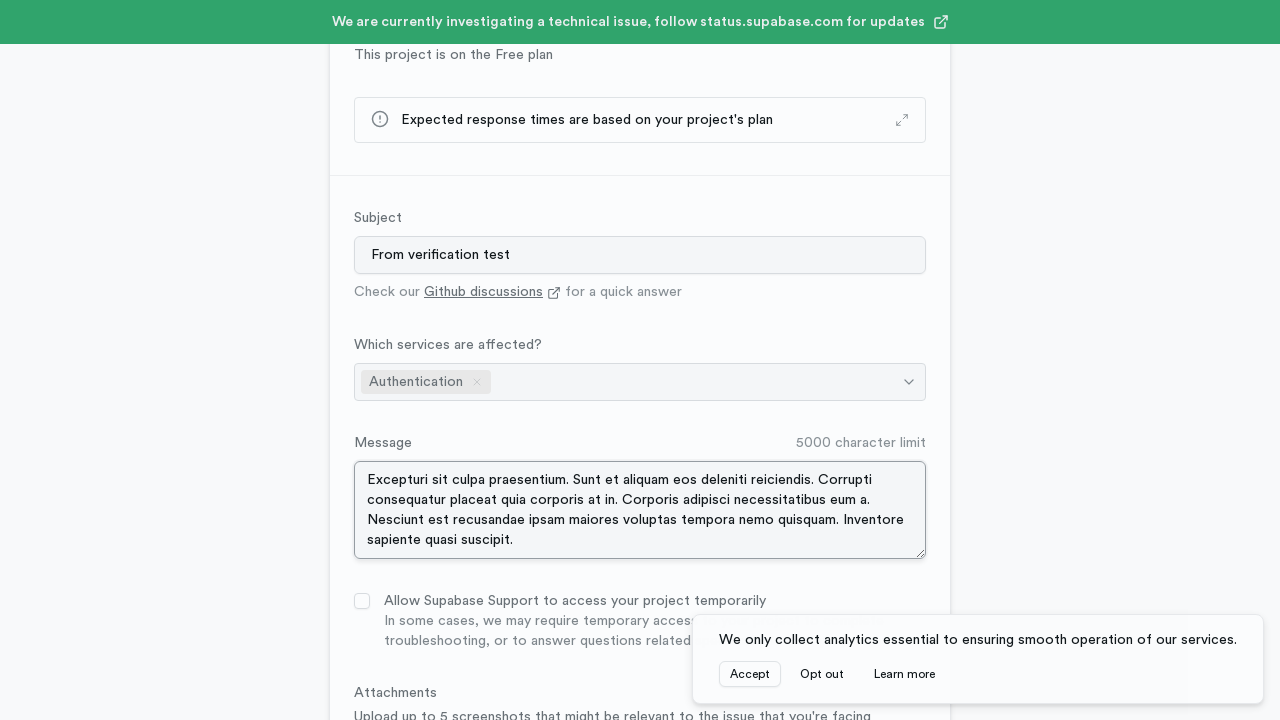 We are currently investigating a technical issue, follow status.supabase.com for updates
This project is on the Free plan
Expected response times are based on your project's plan
Subject
From verification test
Check our Github discussions for a quick answer
Which services are affected?
Authentication
Message 5000 character limit
Excepturi sit culpa praesentium. Sunt et aliquam eos deleniti reiciendis. Corrupti
consequatur placeat quia corporis at in. Corporis adipisci necessitatibus eum a.
Nesciunt est recusandae ipsam maiores voluptas tempora nemo quisquam. Inventore
sapiente quasi suscipit.
Allow Supabase Support to access your project temporarily
In some cases, we may require temporary access
troubleshooting, or to answer questions related
We only collect analytics essential to ensuring smooth operation of our services.
Accept Opt out Learn more
Attachments
Upload up to 5 screenshots that might be relevant to the issue that you're facing